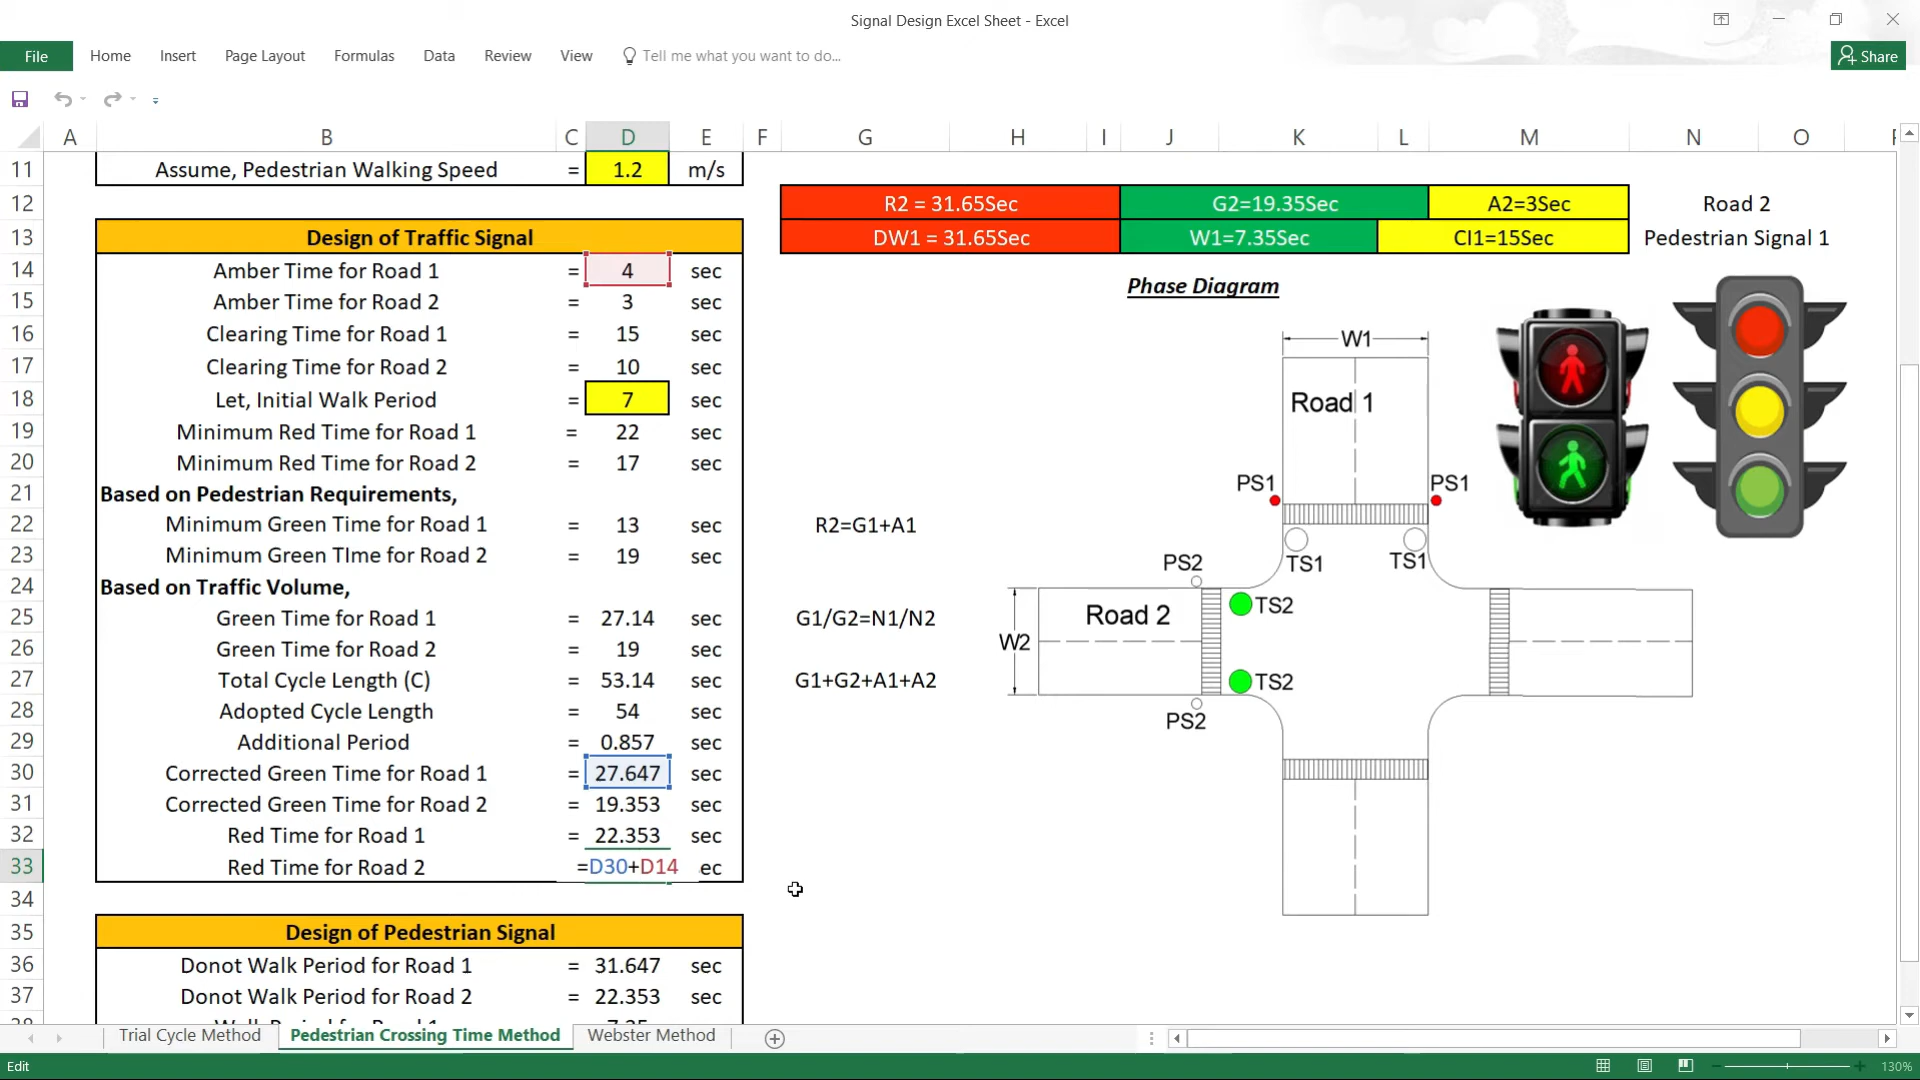 Signal Design Excel Sheet - Excel
File Home Insert Page Layout Formulas Data Review View Tell me what you want to do... Share
A B C D E F G H I J K L M N O
11 Assume, Pedestrian Walking Speed = 1.2 m/s
12 R2 = 31.65Sec G2=19.35Sec A2=3Sec Road 2
13 Design of Traffic Signal DW1 = 31.65Sec W1=7.35Sec CI1=15Sec Pedestrian Signal 1
14 Amber Time for Road 1 = 4 sec
Phase Diagram
15 Amber Time for Road 2 = 3 sec
16 Clearing Time for Road 1 = 15 sec
W1
17 Clearing Time for Road 2 = 10 sec
18 Let, Initial Walk Period = 7 sec
Road 1
19 Minimum Red Time for Road 1 = 22 sec
20 Minimum Red Time for Road 2 = 17 sec
PS1 PS1
21 Based on Pedestrian Requirements,
22 Minimum Green Time for Road 1 = 13 sec R2=G1+A1
23 Minimum Green TIme for Road 2 = 19 sec
PS2 TS1 TS1
24 Based on Traffic Volume,
TS2
25 Green Time for Road 1 = 27.14 sec G1/G2=N1/N2 Road 2
26 Green Time for Road 2 = 19 sec
W2
27 Total Cycle Length (C) = 53.14 sec G1+G2+A1+A2 TS2
28 Adopted Cycle Length = 54 sec
PS2
29 Additional Period = 0.857 sec
30 Corrected Green Time for Road 1 = 27.647 sec
31 Corrected Green Time for Road 2 = 19.353 sec
32 Red Time for Road 1 = 22.353 sec
33 Red Time for Road 2 =D30+D14 ec
34
35 Design of Pedestrian Signal
36 Donot Walk Period for Road 1 = 31.647 sec
37 Donot Walk Period for Road 2 = 22.353 sec
Trial Cycle Method Pedestrian Crossing Time Method Webster Method
Edit 130%